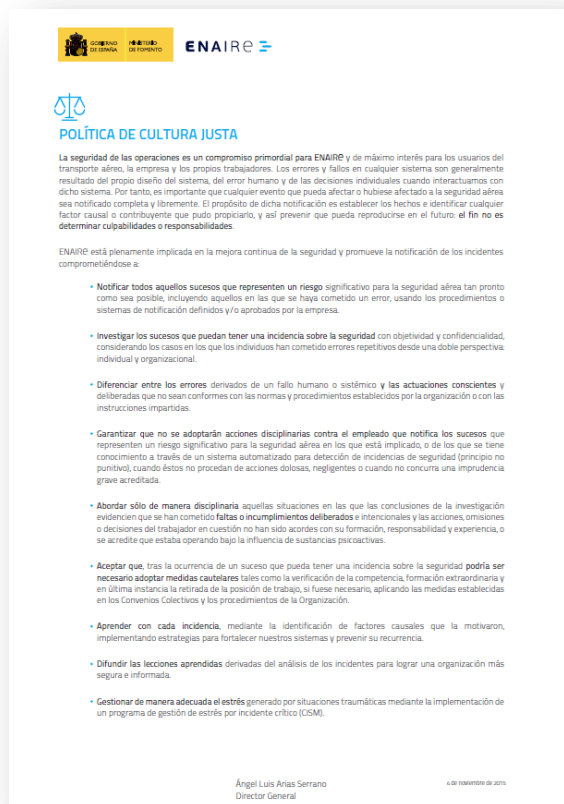 GOBIERNO MINISTERIO
DE ESPAÑA DE FOMENTO
ENAIRe
POLÍTICA DE CULTURA JUSTA
La seguridad de las operaciones es un compromiso primordial para ENAIRe y de máximo interés para los usuarios del
transporte aéreo, la empresa y los propios trabajadores. Los errores y fallos en cualquier sistema son generalmente
resultado del propio diseño del sistema, del error humano y de las decisiones individuales cuando interactuamos con
dicho sistema. Por tanto, es importante que cualquier evento que pueda afectar o hubiese afectado a la seguridad aérea
sea notificado completa y libremente. El propósito de dicha notificación es establecer los hechos e identificar cualquier
factor causal o contribuyente que pudo propiciarlo, y así prevenir que pueda reproducirse en el futuro: el fin no es
determinar culpabilidades o responsabilidades.
ENAIRe está plenamente implicada en la mejora continua de la seguridad y promueve la notificación de los incidentes
comprometiéndose a:
• Notificar todos aquellos sucesos que representen un riesgo significativo para la seguridad aérea tan pronto
como sea posible, incluyendo aquellos en las que se haya cometido un error, usando los procedimientos o
sistemas de notificación definidos y/o aprobados por la empresa.
• Investigar los sucesos que puedan tener una incidencia sobre la seguridad con objetividad y confidencialidad,
considerando los casos en los que los individuos han cometido errores repetitivos desde una doble perspectiva:
individual y organizacional.
• Diferenciar entre los errores derivados de un fallo humano o sistémico y las actuaciones conscientes y
deliberadas que no sean conformes con las normas y procedimientos establecidos por la organización o con las
instrucciones impartidas.
• Garantizar que no se adoptarán acciones disciplinarias contra el empleado que notifica los sucesos que
representen un riesgo significativo para la seguridad aérea en los que está implicado, o de los que se tiene
conocimiento a través de un sistema automatizado para detección de incidencias de seguridad (principio no
punitivo), cuando éstos no procedan de acciones dolosas, negligentes o cuando no concurra una imprudencia
grave acreditada.
• Abordar sólo de manera disciplinaria aquellas situaciones en las que las conclusiones de la investigación
evidencien que se han cometido faltas o incumplimientos deliberados e intencionales y las acciones, omisiones
o decisiones del trabajador en cuestión no han sido acordes con su formación, responsabilidad y experiencia, o
se acredite que estaba operando bajo la influencia de sustancias psicoactivas.
• Aceptar que, tras la ocurrencia de un suceso que pueda tener una incidencia sobre la seguridad podría ser
necesario adoptar medidas cautelares tales como la verificación de la competencia, formación extraordinaria y
en última instancia la retirada de la posición de trabajo, si fuese necesario, aplicando las medidas establecidas
en los Convenios Colectivos y los procedimientos de la Organización.
• Aprender con cada incidencia, mediante la identificación de factores causales que la motivaron,
implementando estrategias para fortalecer nuestros sistemas y prevenir su recurrencia.
• Difundir las lecciones aprendidas derivadas del análisis de los incidentes para lograr una organización más
segura e informada.
• Gestionar de manera adecuada el estrés generado por situaciones traumáticas mediante la implementación de
un programa de gestión de estrés por incidente crítico (CISM).
Ángel Luis Arias Serrano
Director General
4 de noviembre de 2015